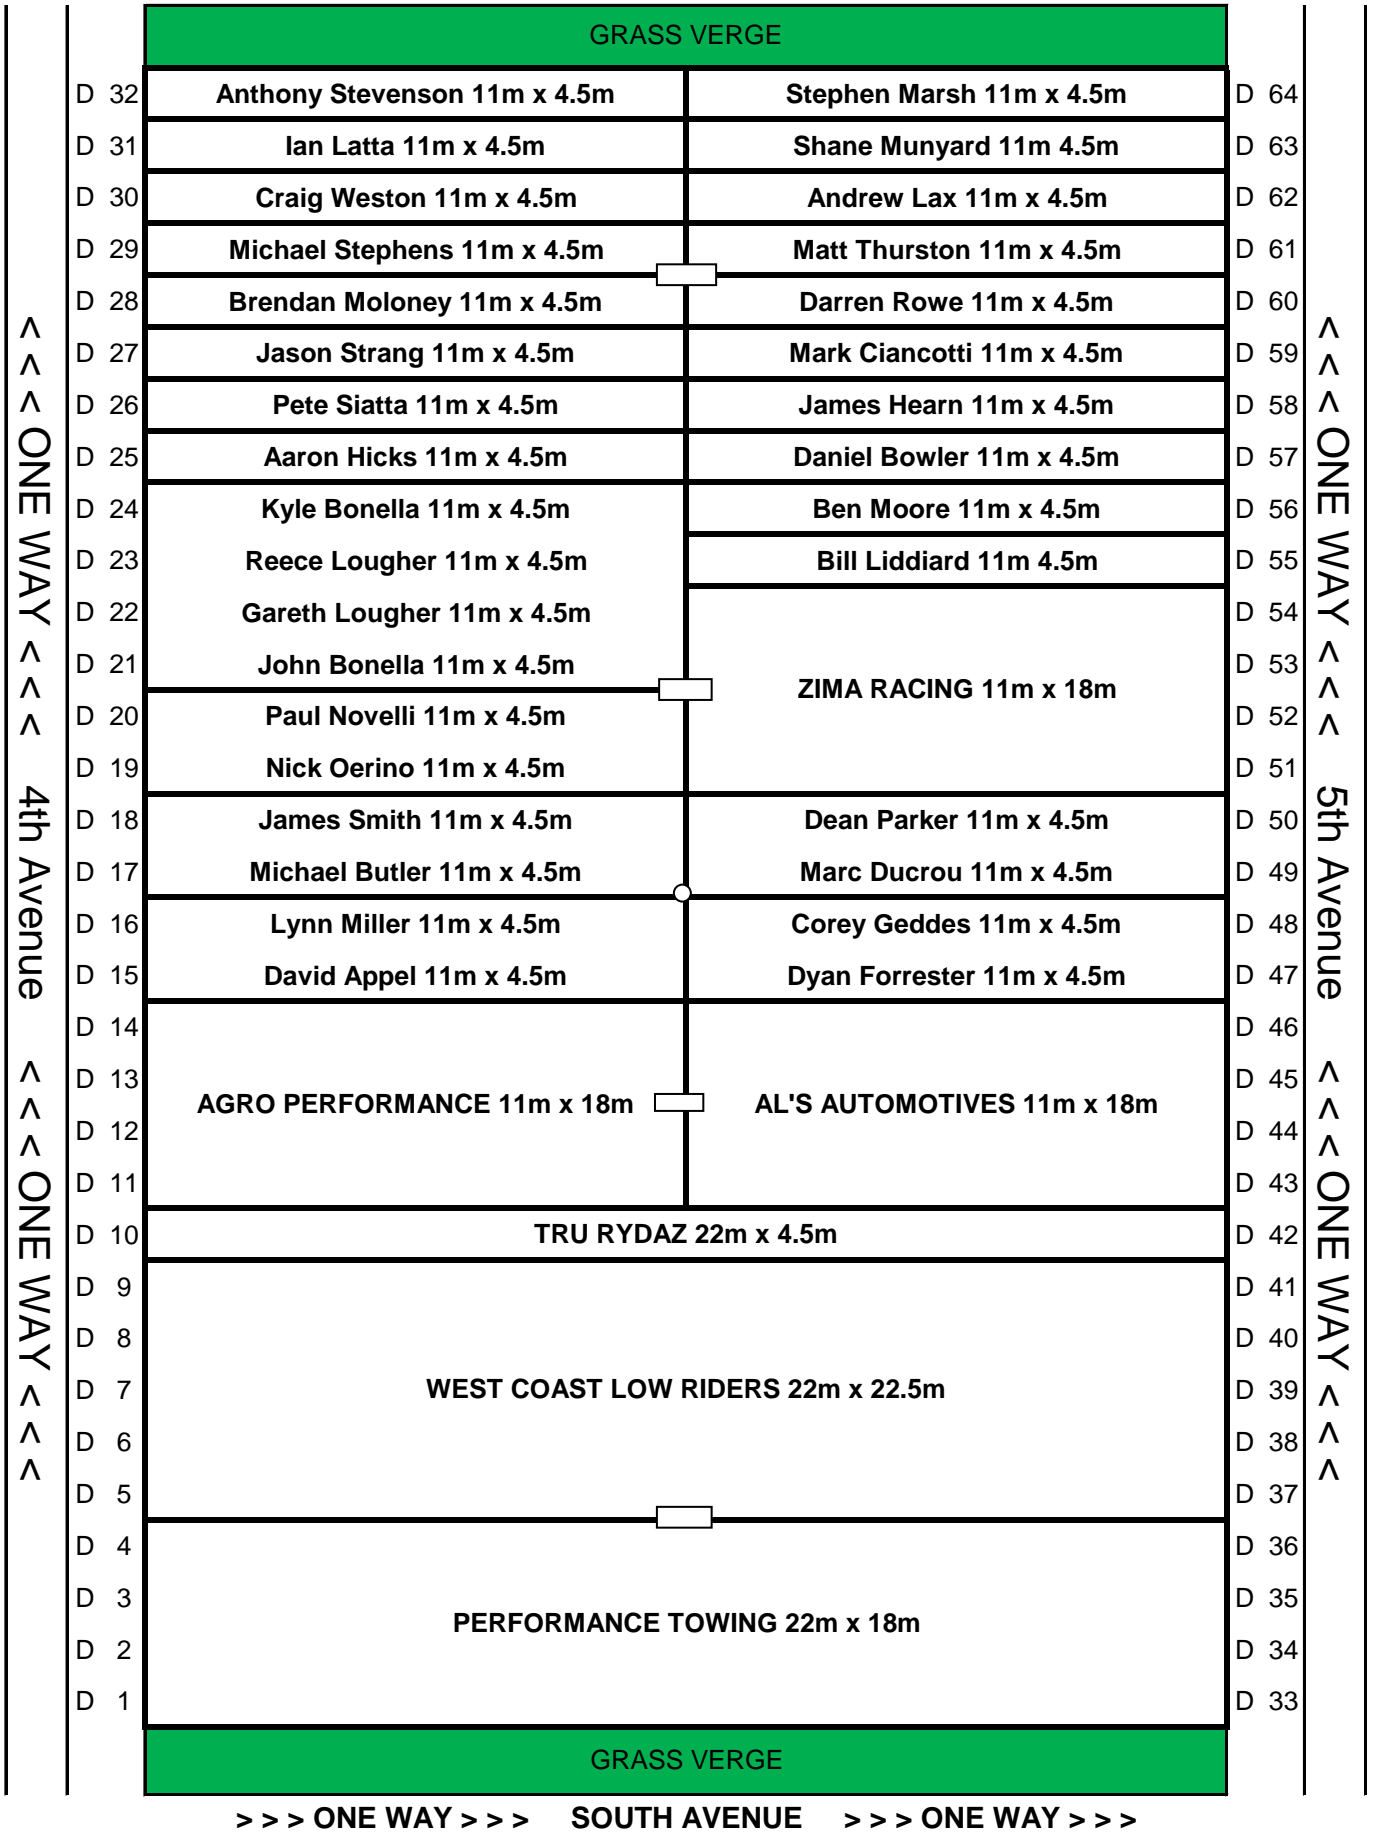 GRASS VERGE
D 32 Anthony Stevenson 11m x 4.5m Stephen Marsh 11m x 4.5m D 64
D 31 Ian Latta 11m x 4.5m Shane Munyard 11m 4.5m D 63
D 30 Craig Weston 11m x 4.5m Andrew Lax 11m x 4.5m D 62
D 29 Michael Stephens 11m x 4.5m Matt Thurston 11m x 4.5m D 61
D 28 Brendan Moloney 11m x 4.5m Darren Rowe 11m x 4.5m D 60
D 27 Jason Strang 11m x 4.5m Mark Ciancotti 11m x 4.5m D 59
D 26 Pete Siatta 11m x 4.5m James Hearn 11m x 4.5m D 58
D 25 Aaron Hicks 11m x 4.5m Daniel Bowler 11m x 4.5m D 57
D 24 Kyle Bonella 11m x 4.5m Ben Moore 11m x 4.5m D 56
D 23 Reece Lougher 11m x 4.5m Bill Liddiard 11m 4.5m D 55
D 22 Gareth Lougher 11m x 4.5m D 54
D 21 John Bonella 11m x 4.5m D 53
ZIMA RACING 11m x 18m
D 20 Paul Novelli 11m x 4.5m D 52
D 19 Nick Oerino 11m x 4.5m D 51
D 18 James Smith 11m x 4.5m Dean Parker 11m x 4.5m D 50
D 17 Michael Butler 11m x 4.5m Marc Ducrou 11m x 4.5m D 49
D 16 Lynn Miller 11m x 4.5m Corey Geddes 11m x 4.5m D 48
D 15 David Appel 11m x 4.5m Dyan Forrester 11m x 4.5m D 47
D 14 D 46
D 13 D 45
AGRO PERFORMANCE 11m x 18m AL'S AUTOMOTIVES 11m x 18m
D 12 D 44
D 11 D 43
D 10 TRU RYDAZ 22m x 4.5m D 42
D 9 D 41
D 8 D 40
D 7 WEST COAST LOW RIDERS 22m x 22.5m D 39
D 6 D 38
D 5 D 37
D 4 D 36
D 3 D 35
PERFORMANCE TOWING 22m x 18m
D 2 D 34
D 1 D 33
GRASS VERGE
> > > ONE WAY > > > SOUTH AVENUE > > > ONE WAY > > >
< < < ONE WAY < < < 4th Avenue < < < ONE WAY < < <
< < < ONE WAY < < < 5th Avenue < < < ONE WAY < < <